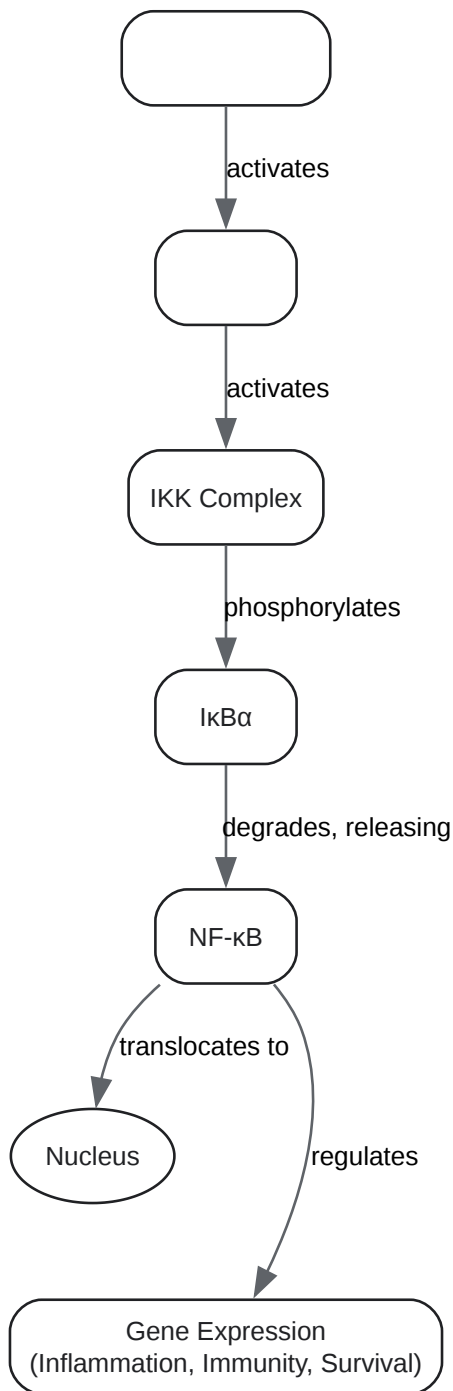 activates
activates
IKK Complex
phosphorylates
IκBα
degrades, releasing
NF-κB
translocates to
Nucleus
regulates
Gene Expression
(Inflammation, Immunity, Survival)